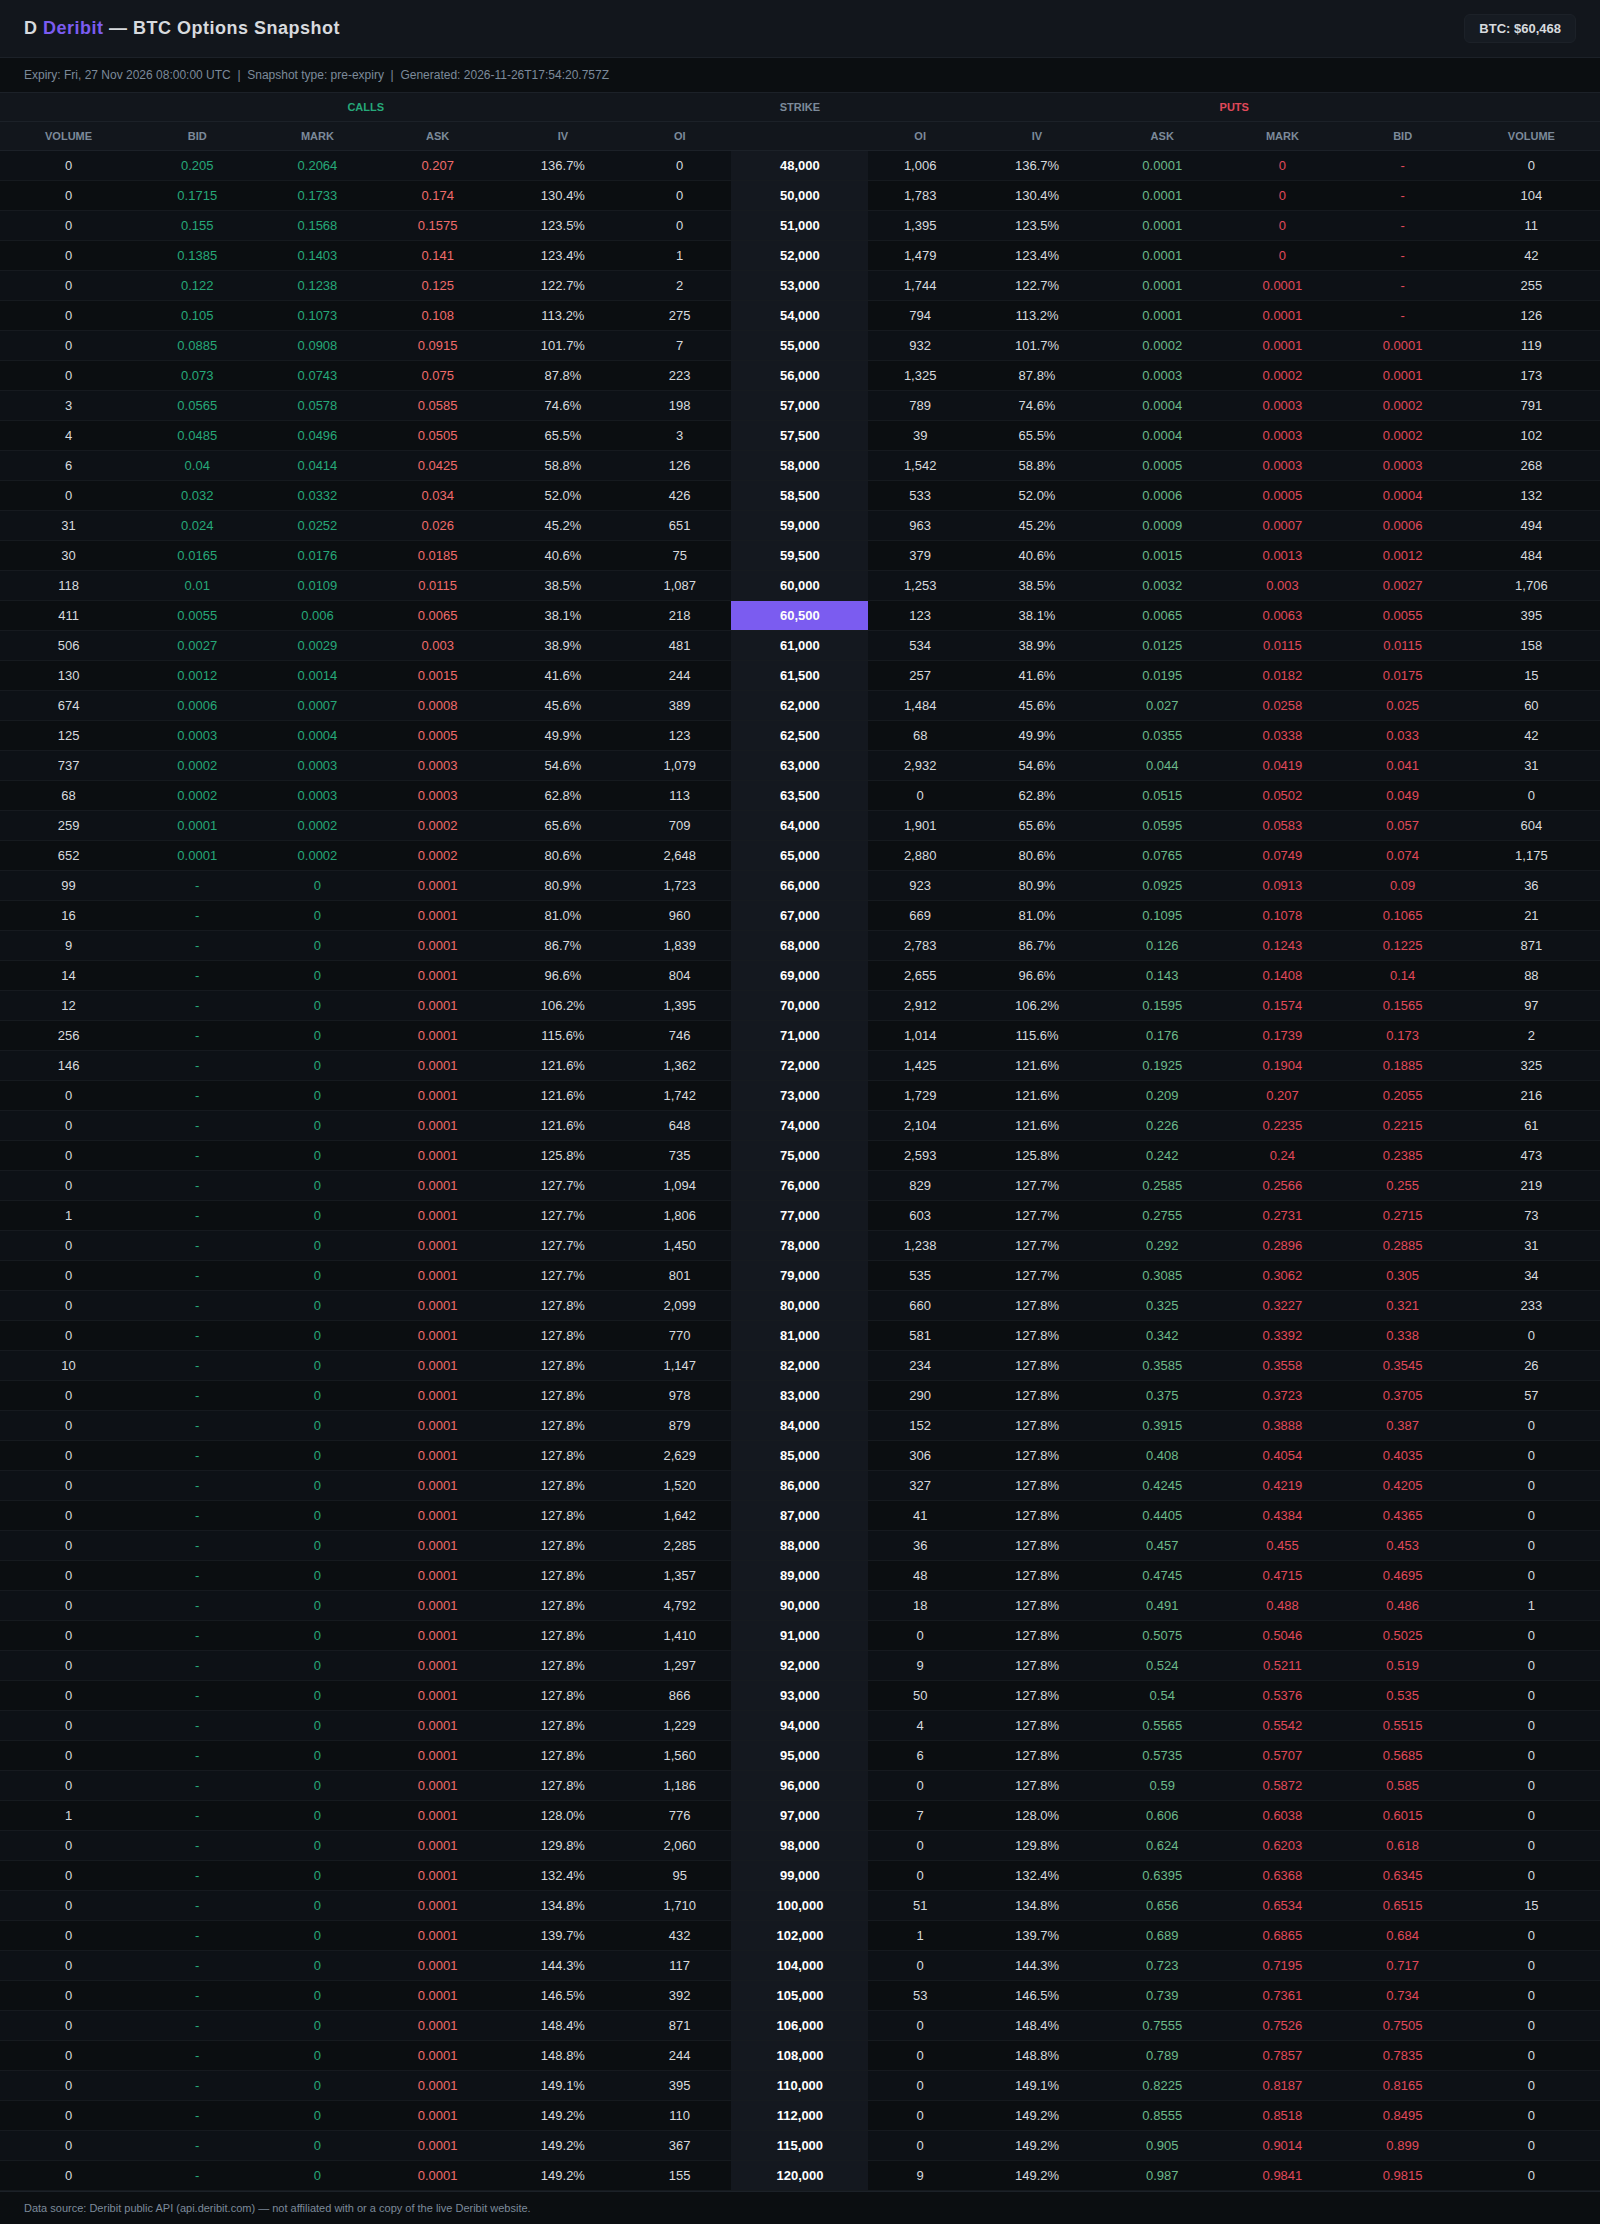 D Deribit — BTC Options Snapshot
BTC: $60,468
Expiry: Fri, 27 Nov 2026 08:00:00 UTC | Snapshot type: pre-expiry | Generated: 2026-11-26T17:54:20.757Z
CALLS STRIKE PUTS
VOLUME BID MARK ASK IV OI OI IV ASK MARK BID VOLUME
0 0.205 0.2064 0.207 136.7% 0 48,000 1,006 136.7% 0.0001 0 - 0
0 0.1715 0.1733 0.174 130.4% 0 50,000 1,783 130.4% 0.0001 0 - 104
0 0.155 0.1568 0.1575 123.5% 0 51,000 1,395 123.5% 0.0001 0 - 11
0 0.1385 0.1403 0.141 123.4% 1 52,000 1,479 123.4% 0.0001 0 - 42
0 0.122 0.1238 0.125 122.7% 2 53,000 1,744 122.7% 0.0001 0.0001 - 255
0 0.105 0.1073 0.108 113.2% 275 54,000 794 113.2% 0.0001 0.0001 - 126
0 0.0885 0.0908 0.0915 101.7% 7 55,000 932 101.7% 0.0002 0.0001 0.0001 119
0 0.073 0.0743 0.075 87.8% 223 56,000 1,325 87.8% 0.0003 0.0002 0.0001 173
3 0.0565 0.0578 0.0585 74.6% 198 57,000 789 74.6% 0.0004 0.0003 0.0002 791
4 0.0485 0.0496 0.0505 65.5% 3 57,500 39 65.5% 0.0004 0.0003 0.0002 102
6 0.04 0.0414 0.0425 58.8% 126 58,000 1,542 58.8% 0.0005 0.0003 0.0003 268
0 0.032 0.0332 0.034 52.0% 426 58,500 533 52.0% 0.0006 0.0005 0.0004 132
31 0.024 0.0252 0.026 45.2% 651 59,000 963 45.2% 0.0009 0.0007 0.0006 494
30 0.0165 0.0176 0.0185 40.6% 75 59,500 379 40.6% 0.0015 0.0013 0.0012 484
118 0.01 0.0109 0.0115 38.5% 1,087 60,000 1,253 38.5% 0.0032 0.003 0.0027 1,706
411 0.0055 0.006 0.0065 38.1% 218 60,500 123 38.1% 0.0065 0.0063 0.0055 395
506 0.0027 0.0029 0.003 38.9% 481 61,000 534 38.9% 0.0125 0.0115 0.0115 158
130 0.0012 0.0014 0.0015 41.6% 244 61,500 257 41.6% 0.0195 0.0182 0.0175 15
674 0.0006 0.0007 0.0008 45.6% 389 62,000 1,484 45.6% 0.027 0.0258 0.025 60
125 0.0003 0.0004 0.0005 49.9% 123 62,500 68 49.9% 0.0355 0.0338 0.033 42
737 0.0002 0.0003 0.0003 54.6% 1,079 63,000 2,932 54.6% 0.044 0.0419 0.041 31
68 0.0002 0.0003 0.0003 62.8% 113 63,500 0 62.8% 0.0515 0.0502 0.049 0
259 0.0001 0.0002 0.0002 65.6% 709 64,000 1,901 65.6% 0.0595 0.0583 0.057 604
652 0.0001 0.0002 0.0002 80.6% 2,648 65,000 2,880 80.6% 0.0765 0.0749 0.074 1,175
99 - 0 0.0001 80.9% 1,723 66,000 923 80.9% 0.0925 0.0913 0.09 36
16 - 0 0.0001 81.0% 960 67,000 669 81.0% 0.1095 0.1078 0.1065 21
9 - 0 0.0001 86.7% 1,839 68,000 2,783 86.7% 0.126 0.1243 0.1225 871
14 - 0 0.0001 96.6% 804 69,000 2,655 96.6% 0.143 0.1408 0.14 88
12 - 0 0.0001 106.2% 1,395 70,000 2,912 106.2% 0.1595 0.1574 0.1565 97
256 - 0 0.0001 115.6% 746 71,000 1,014 115.6% 0.176 0.1739 0.173 2
146 - 0 0.0001 121.6% 1,362 72,000 1,425 121.6% 0.1925 0.1904 0.1885 325
0 - 0 0.0001 121.6% 1,742 73,000 1,729 121.6% 0.209 0.207 0.2055 216
0 - 0 0.0001 121.6% 648 74,000 2,104 121.6% 0.226 0.2235 0.2215 61
0 - 0 0.0001 125.8% 735 75,000 2,593 125.8% 0.242 0.24 0.2385 473
0 - 0 0.0001 127.7% 1,094 76,000 829 127.7% 0.2585 0.2566 0.255 219
1 - 0 0.0001 127.7% 1,806 77,000 603 127.7% 0.2755 0.2731 0.2715 73
0 - 0 0.0001 127.7% 1,450 78,000 1,238 127.7% 0.292 0.2896 0.2885 31
0 - 0 0.0001 127.7% 801 79,000 535 127.7% 0.3085 0.3062 0.305 34
0 - 0 0.0001 127.8% 2,099 80,000 660 127.8% 0.325 0.3227 0.321 233
0 - 0 0.0001 127.8% 770 81,000 581 127.8% 0.342 0.3392 0.338 0
10 - 0 0.0001 127.8% 1,147 82,000 234 127.8% 0.3585 0.3558 0.3545 26
0 - 0 0.0001 127.8% 978 83,000 290 127.8% 0.375 0.3723 0.3705 57
0 - 0 0.0001 127.8% 879 84,000 152 127.8% 0.3915 0.3888 0.387 0
0 - 0 0.0001 127.8% 2,629 85,000 306 127.8% 0.408 0.4054 0.4035 0
0 - 0 0.0001 127.8% 1,520 86,000 327 127.8% 0.4245 0.4219 0.4205 0
0 - 0 0.0001 127.8% 1,642 87,000 41 127.8% 0.4405 0.4384 0.4365 0
0 - 0 0.0001 127.8% 2,285 88,000 36 127.8% 0.457 0.455 0.453 0
0 - 0 0.0001 127.8% 1,357 89,000 48 127.8% 0.4745 0.4715 0.4695 0
0 - 0 0.0001 127.8% 4,792 90,000 18 127.8% 0.491 0.488 0.486 1
0 - 0 0.0001 127.8% 1,410 91,000 0 127.8% 0.5075 0.5046 0.5025 0
0 - 0 0.0001 127.8% 1,297 92,000 9 127.8% 0.524 0.5211 0.519 0
0 - 0 0.0001 127.8% 866 93,000 50 127.8% 0.54 0.5376 0.535 0
0 - 0 0.0001 127.8% 1,229 94,000 4 127.8% 0.5565 0.5542 0.5515 0
0 - 0 0.0001 127.8% 1,560 95,000 6 127.8% 0.5735 0.5707 0.5685 0
0 - 0 0.0001 127.8% 1,186 96,000 0 127.8% 0.59 0.5872 0.585 0
1 - 0 0.0001 128.0% 776 97,000 7 128.0% 0.606 0.6038 0.6015 0
0 - 0 0.0001 129.8% 2,060 98,000 0 129.8% 0.624 0.6203 0.618 0
0 - 0 0.0001 132.4% 95 99,000 0 132.4% 0.6395 0.6368 0.6345 0
0 - 0 0.0001 134.8% 1,710 100,000 51 134.8% 0.656 0.6534 0.6515 15
0 - 0 0.0001 139.7% 432 102,000 1 139.7% 0.689 0.6865 0.684 0
0 - 0 0.0001 144.3% 117 104,000 0 144.3% 0.723 0.7195 0.717 0
0 - 0 0.0001 146.5% 392 105,000 53 146.5% 0.739 0.7361 0.734 0
0 - 0 0.0001 148.4% 871 106,000 0 148.4% 0.7555 0.7526 0.7505 0
0 - 0 0.0001 148.8% 244 108,000 0 148.8% 0.789 0.7857 0.7835 0
0 - 0 0.0001 149.1% 395 110,000 0 149.1% 0.8225 0.8187 0.8165 0
0 - 0 0.0001 149.2% 110 112,000 0 149.2% 0.8555 0.8518 0.8495 0
0 - 0 0.0001 149.2% 367 115,000 0 149.2% 0.905 0.9014 0.899 0
0 - 0 0.0001 149.2% 155 120,000 9 149.2% 0.987 0.9841 0.9815 0
Data source: Deribit public API (api.deribit.com) — not affiliated with or a copy of the live Deribit website.